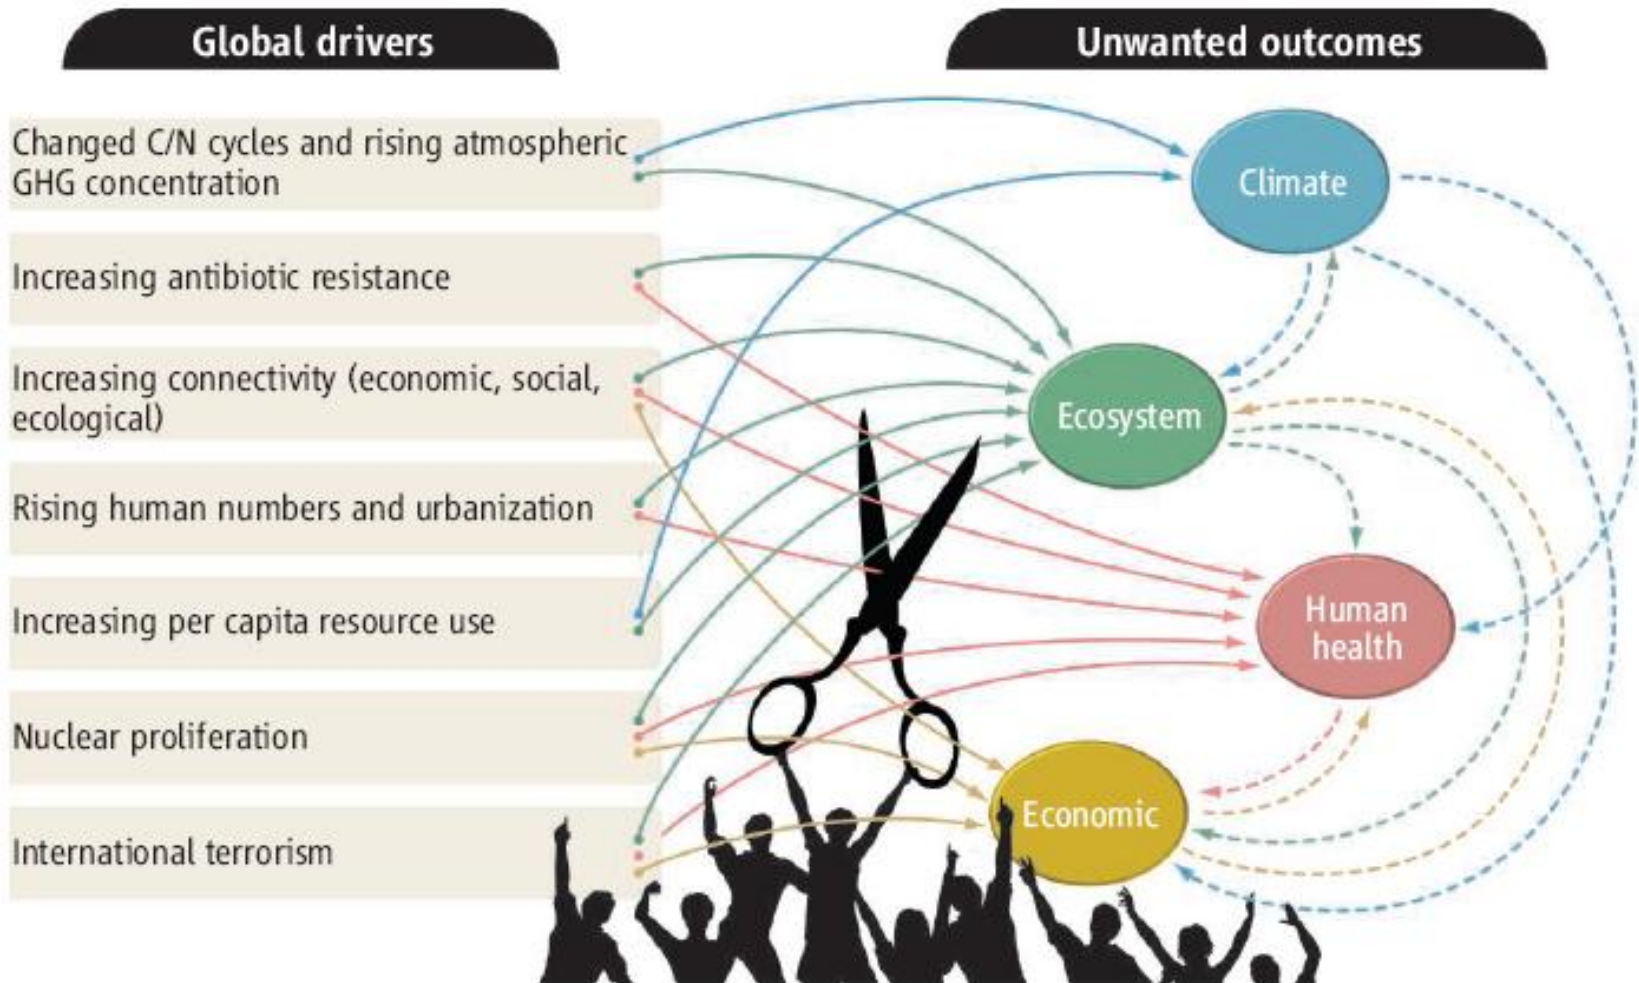 Global drivers
Unwanted outcomes
Changed C/N cycles and rising atmospheric
GHG concentration
Increasing antibiotic resistance
Increasing connectivity (economic, social,
ecological)
Rising human numbers and urbanization
Increasing per capita resource use
Nuclear proliferation
International terrorism
Climate
Ecosystem
Human
health
Economic